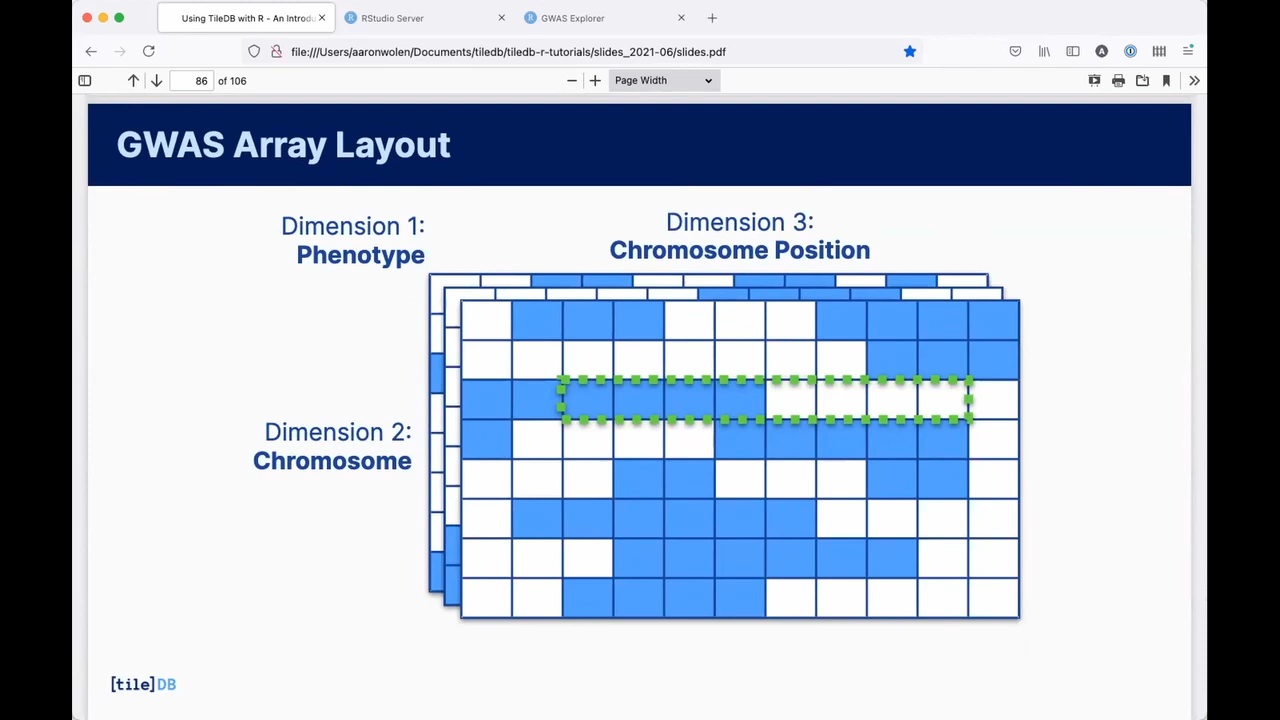 Using TileDB with R - An Introdu
RStudio Server
GWAS Explorer
file:///Users/aaronwolen/Documents/tiledb/tiledb-r-tutorials/slides_2021-06/slides.pdf
86 of 106
Page Width
GWAS Array Layout
Dimension 1:
Phenotype
Dimension 3:
Chromosome Position
Dimension 2:
Chromosome
[tile]DB